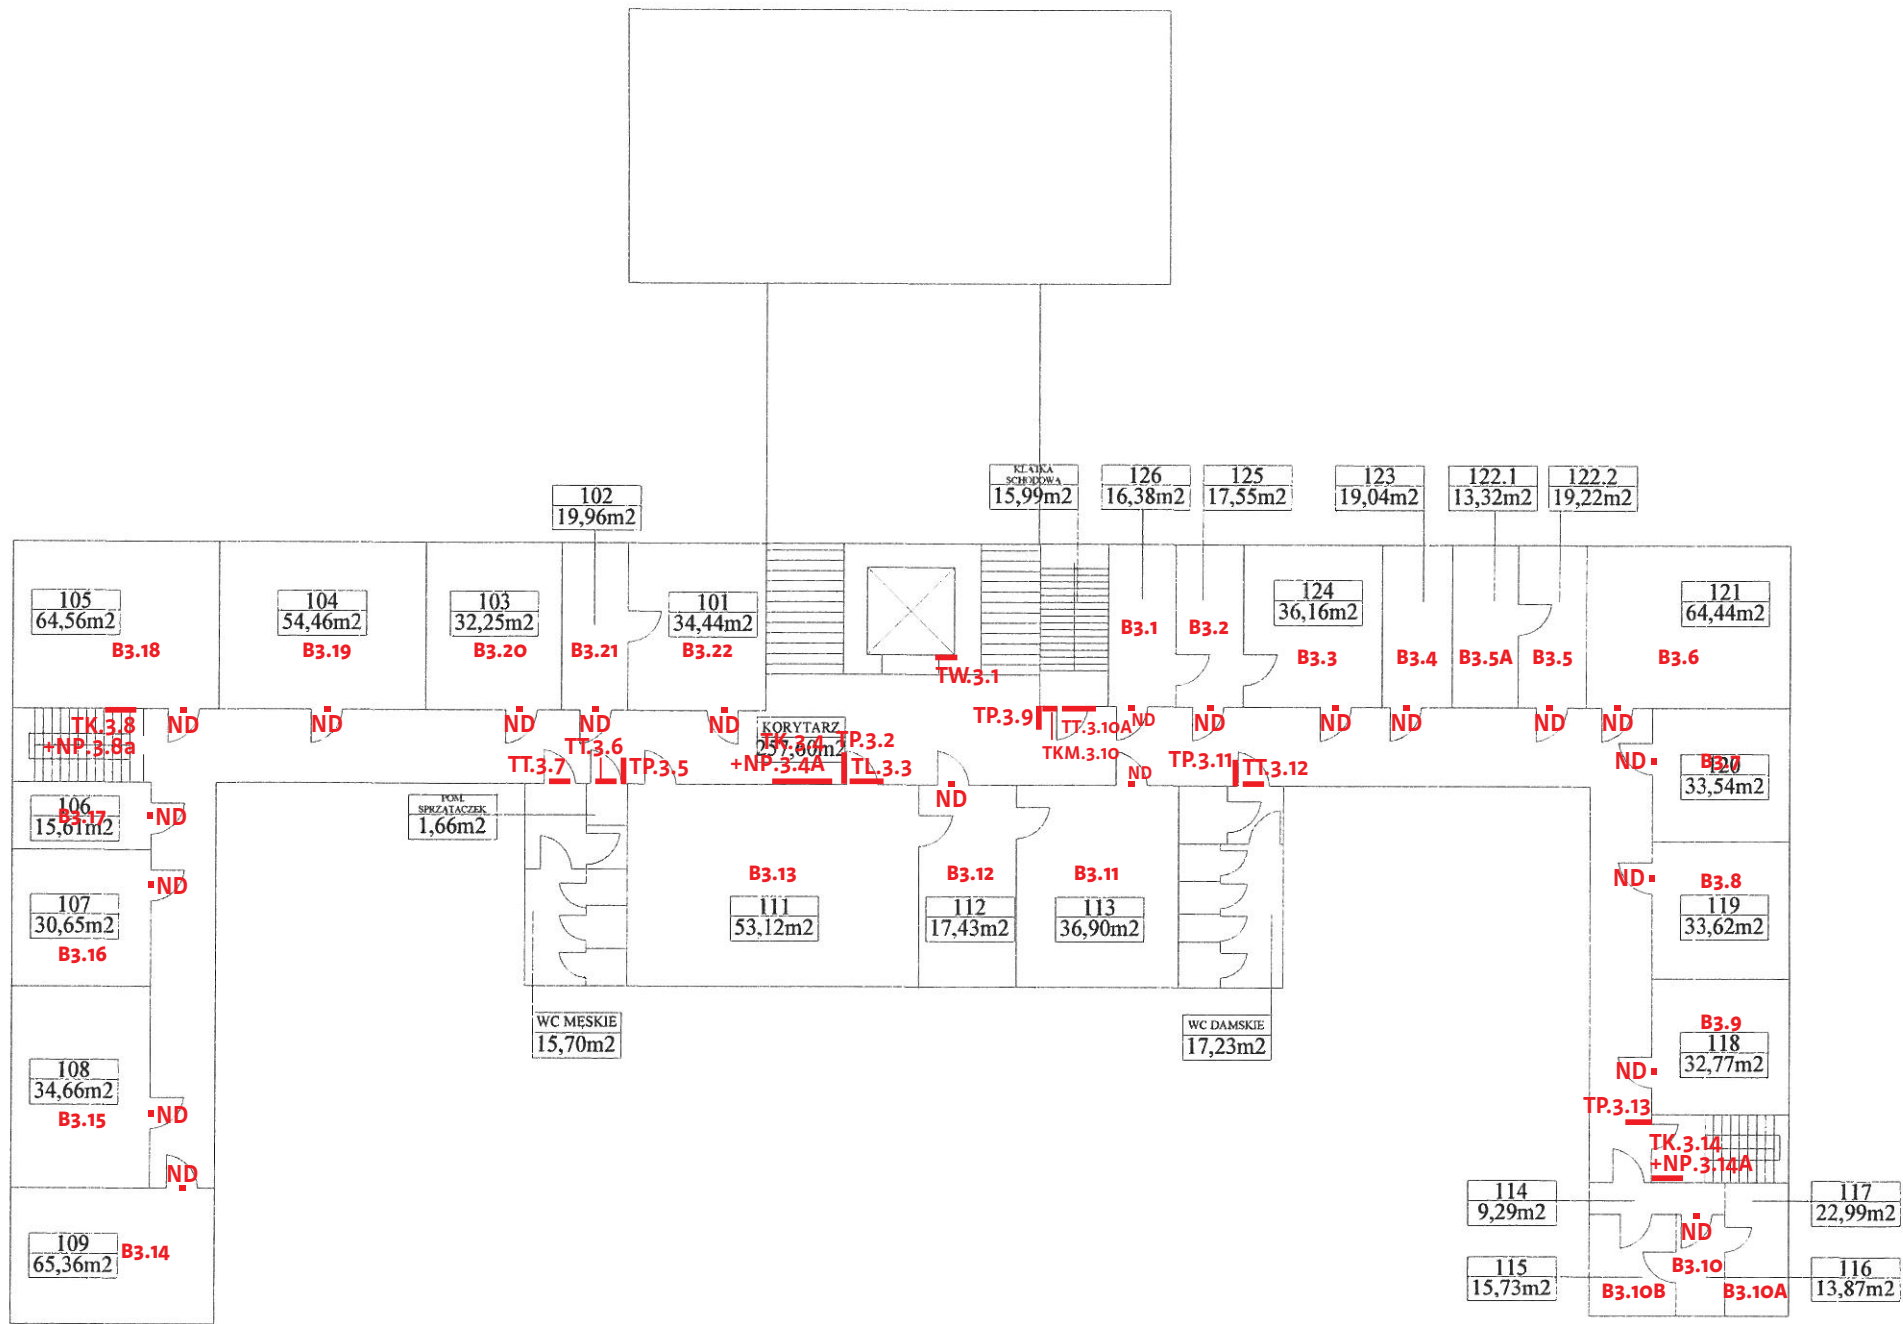 KLATKA
SCHODOWA
15,99m2
126
16,38m2
125
17,55m2
123
19,04m2
122.1
13,32m2
122.2
19,22m2
102
19,96m2
105
64,56m2
B3.18
104
54,46m2
B3.19
103
32,25m2
B3.20
B3.21
101
34,44m2
B3.22
TW.3.1
B3.1
B3.2
124
36,16m2
B3.3
B3.4
B3.5A
B3.5
121
64,44m2
B3.6
TK.3.8
+NP.3.8a
ND
ND
ND
ND
ND
KORYTARZ
257,60m2
TK.3.4
+NP.3.4A
TP.3.2
TL.3.3
TT.3.7
TT.3.6
TP.3.5
TP.3.9
TT.3.10A
TKM.3.10
ND
ND
ND
ND
ND
ND
ND
TP.3.11
TT.3.12
ND
ND
B3.7
120
33,54m2
106
15,61m2
B3.17
ND
POM.
SPRZĄTACZEK
1,66m2
ND
107
30,65m2
B3.16
B3.13
111
53,12m2
B3.12
112
17,43m2
B3.11
113
36,90m2
ND
B3.8
119
33,62m2
WC MĘSKIE
15,70m2
WC DAMSKIE
17,23m2
B3.9
118
32,77m2
ND
108
34,66m2
B3.15
ND
ND
TP.3.13
TK.3.14
+NP.3.14A
114
9,29m2
117
22,99m2
ND
109
65,36m2
B3.14
115
15,73m2
B3.10
B3.10B
B3.10A
116
13,87m2